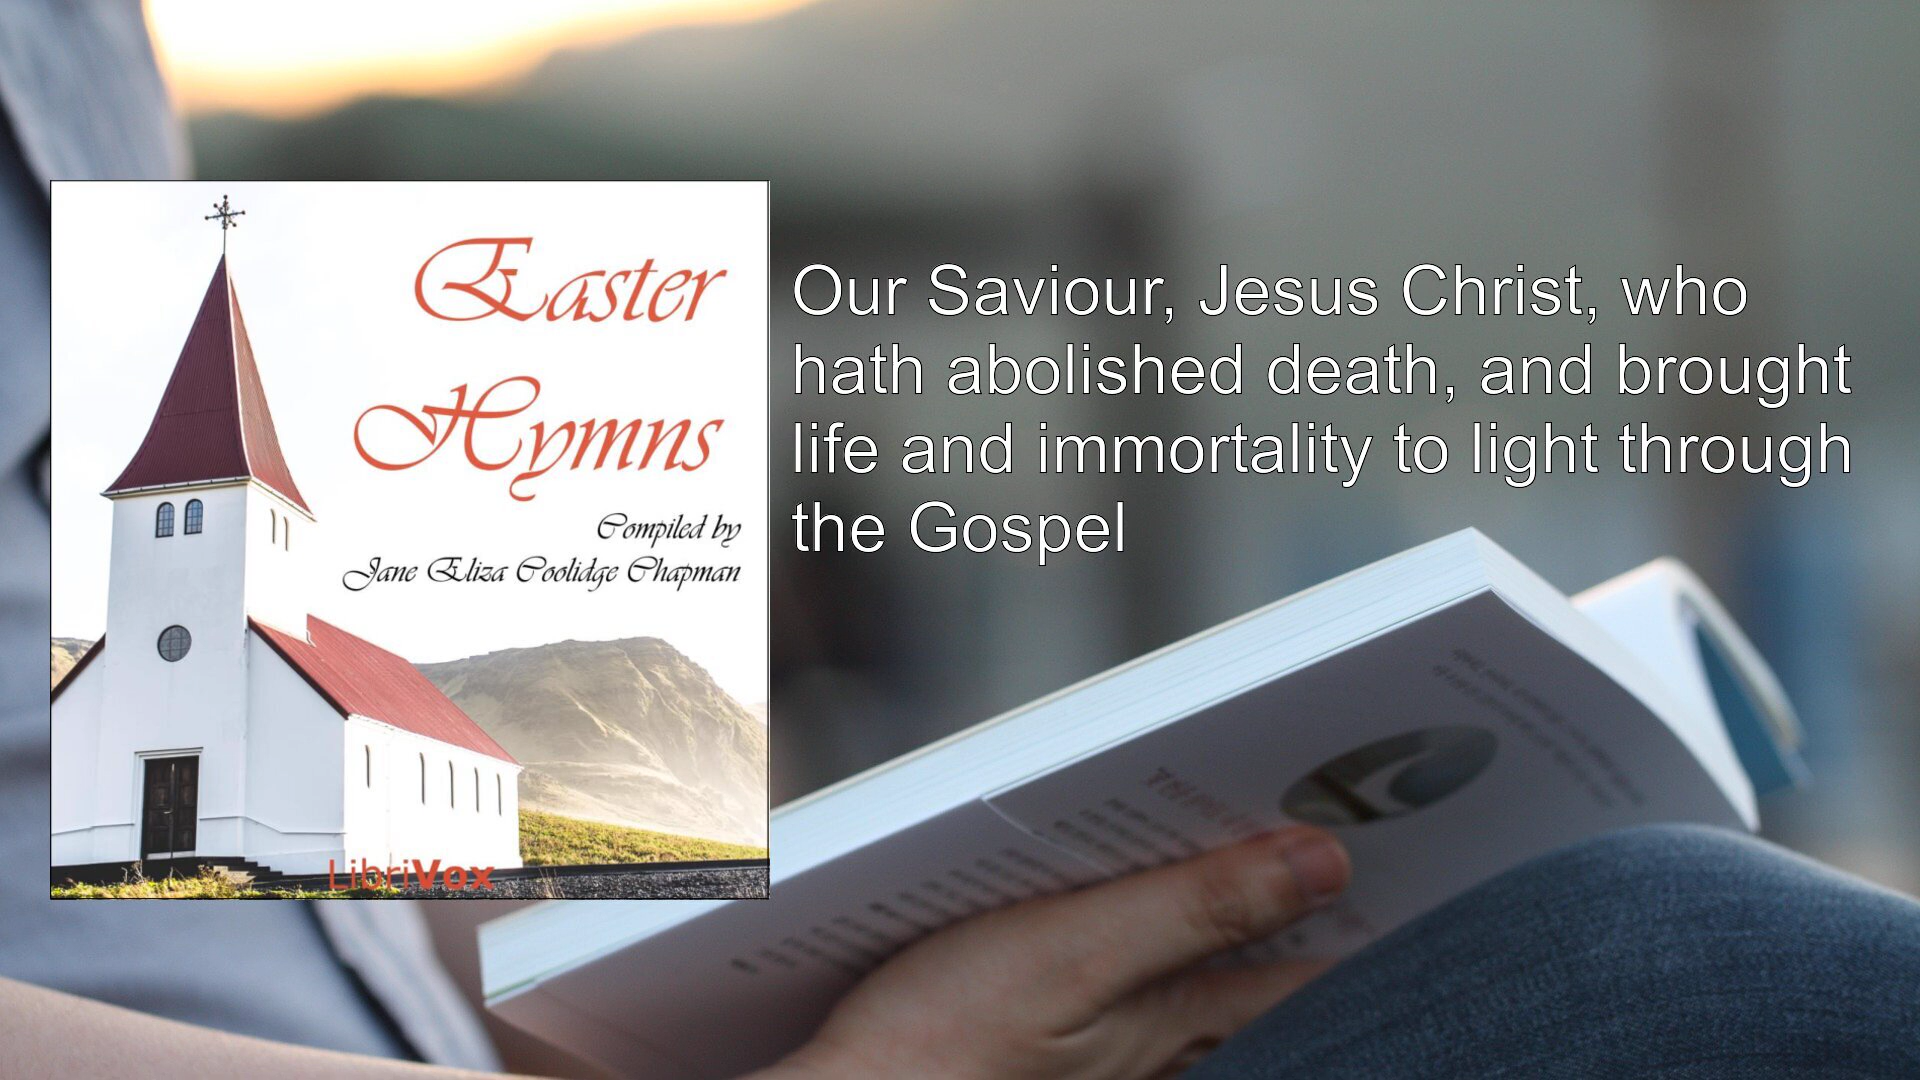 Easter
Hymns
Compiled by
Jane Eliza Coolidge Chapman
LibriVox
Our Saviour, Jesus Christ, who
hath abolished death, and brought
life and immortality to light through
the Gospel